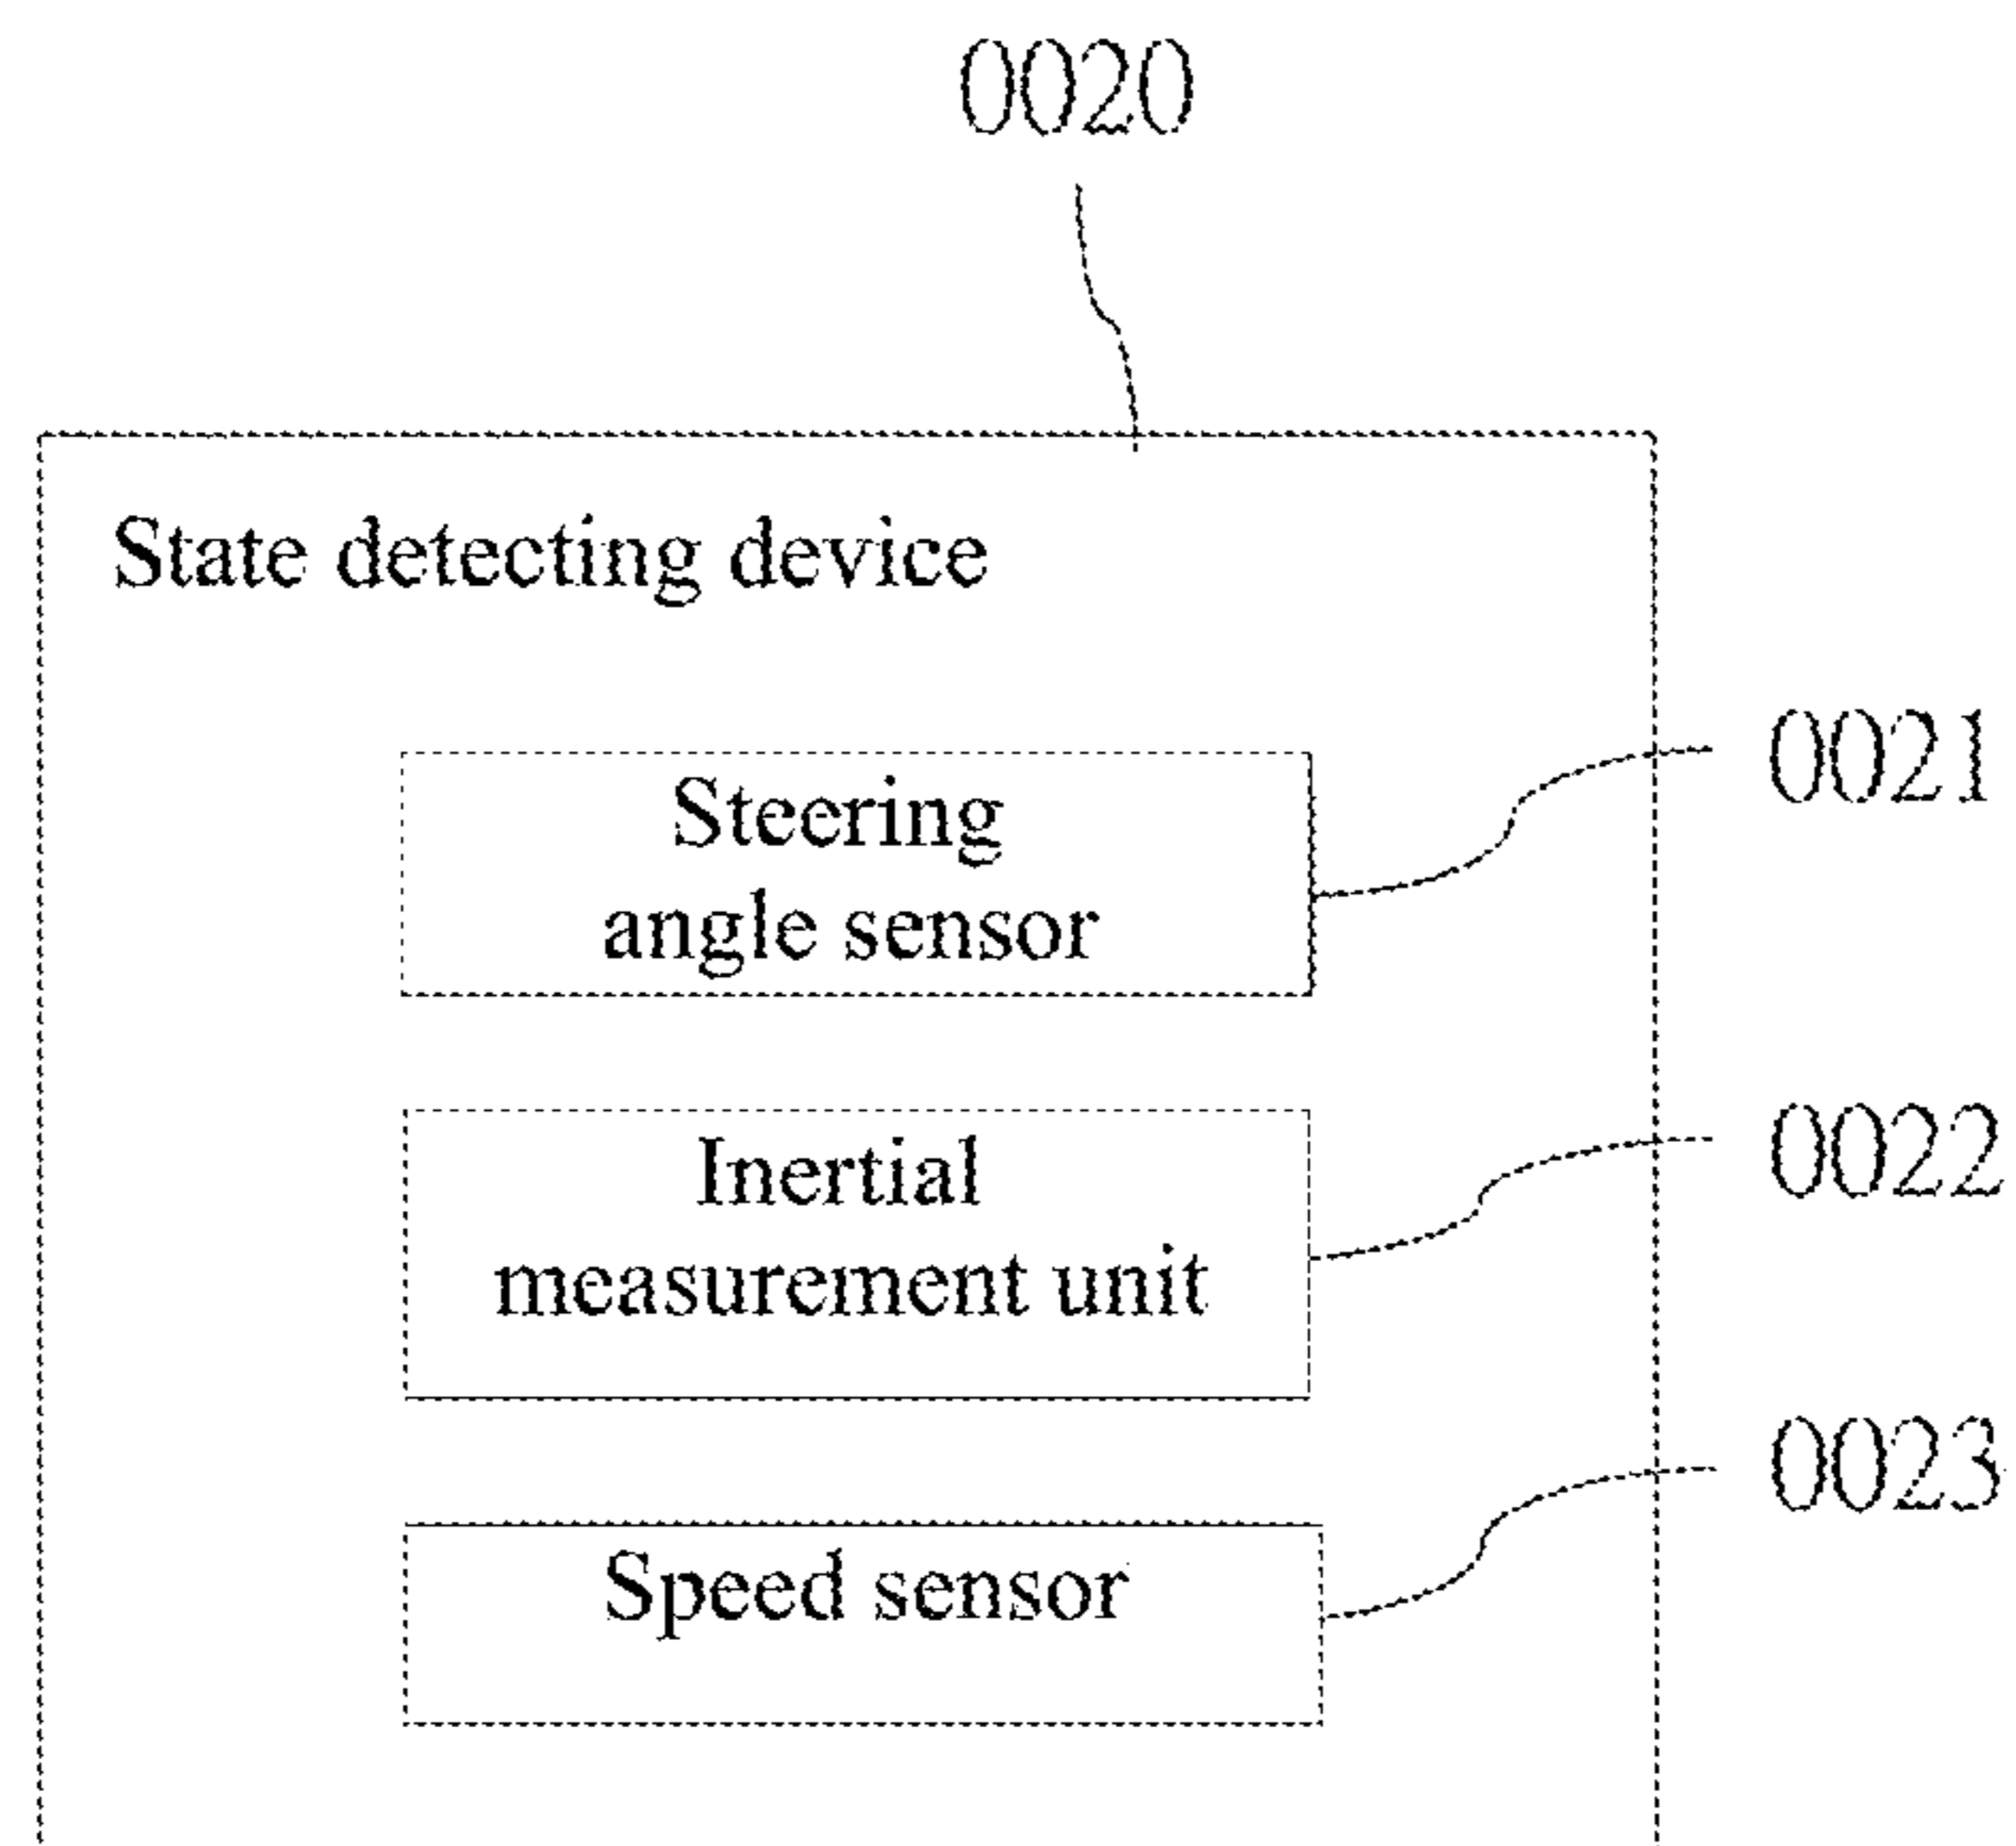 0020
State detecting device
Steering
angle sensor
0021
Inertial
measurement unit
0022
Speed sensor
0023